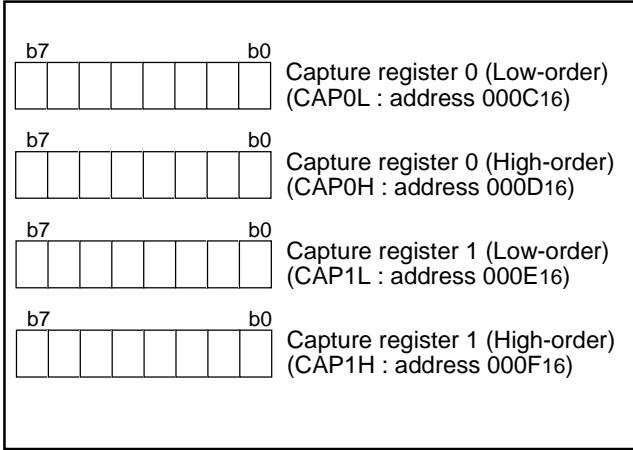 b7 b0
Capture register 0 (Low-order)
(CAP0L : address 000C16)
b7 b0
Capture register 0 (High-order)
(CAP0H : address 000D16)
b7 b0
Capture register 1 (Low-order)
(CAP1L : address 000E16)
b7 b0
Capture register 1 (High-order)
(CAP1H : address 000F16)